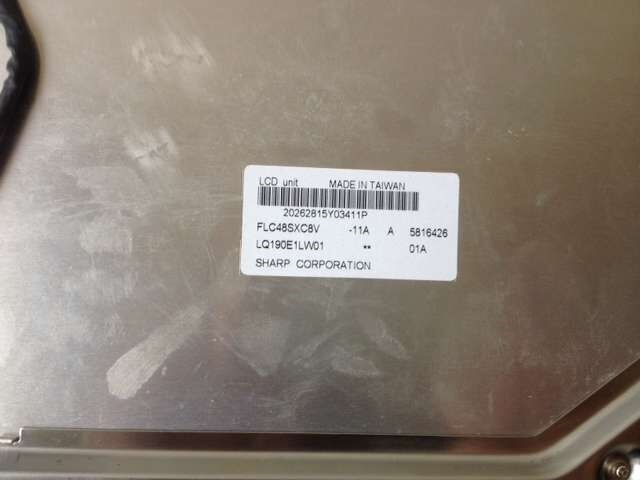 LCD unit MADE IN TAIWAN
20262815Y03411P
FLC48SXC8V -11A A 5816426
LQ190E1LW01 ** 01A
SHARP CORPORATION